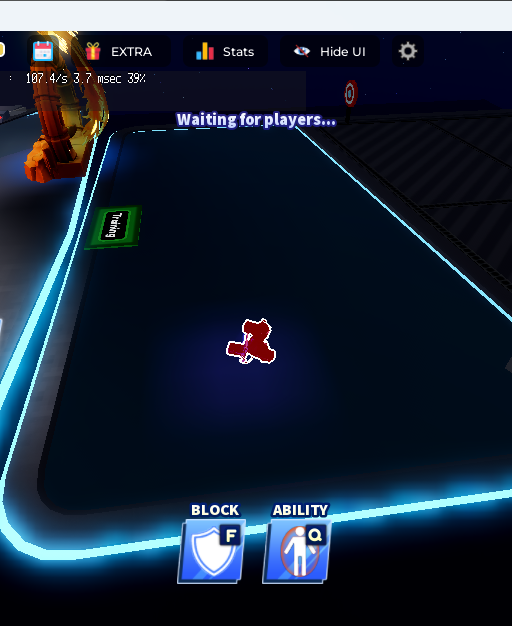 EXTRA Stats Hide UI
: 107.4/s 3.7 msec 39%
Waiting for players...
Training
BLOCK ABILITY
F Q